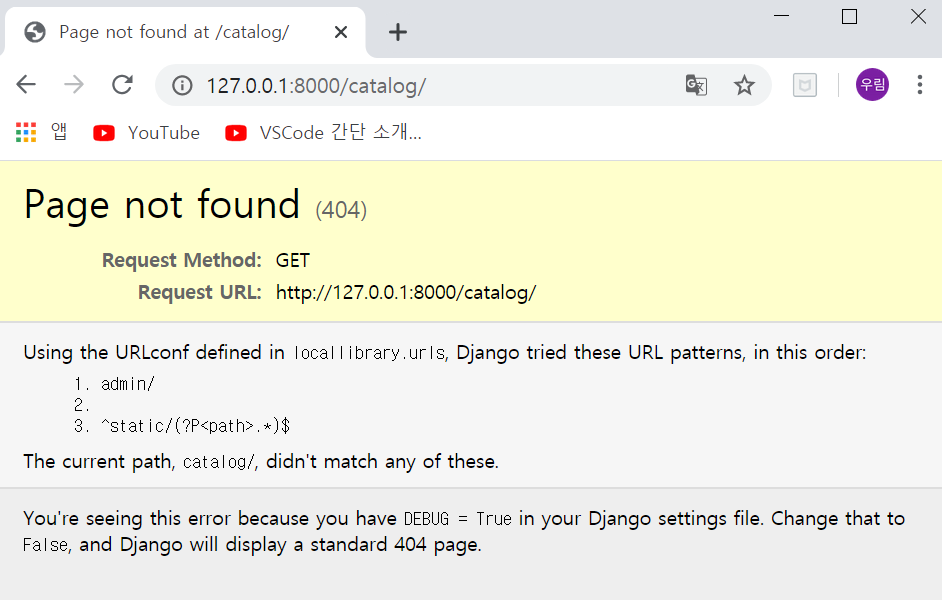 Page not found at /catalog/
127.0.0.1:8000/catalog/
우림
앱 YouTube VSCode 간단 소개...
Page not found (404)
Request Method: GET
Request URL: http://127.0.0.1:8000/catalog/
Using the URLconf defined in locallibrary.urls, Django tried these URL patterns, in this order:
1. admin/
2.
3. ^static/(?P<path>.*)$
The current path, catalog/, didn't match any of these.
You're seeing this error because you have DEBUG = True in your Django settings file. Change that to
False, and Django will display a standard 404 page.